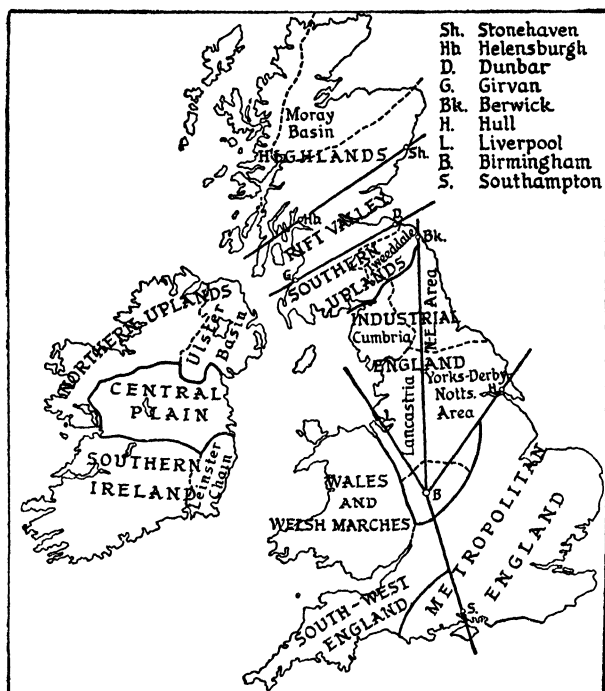 Sh. Stonehaven
Hh Helensburgh
D. Dunbar
G. Girvan
Bk. Berwick
H. Hull
L. Liverpool
B. Birmingham
S. Southampton
Moray
Basin
HIGHLANDS
Sh.
Hh
RIFT VALLEY
D.
Bk.
Tweeddale
G.
SOUTHERN
UPLANDS
NORTHERN UPLANDS
Ulster
Basin
INDUSTRIAL
Cumbria
N.E. Area
ENGLAND
Lancastria
Yorks-Derby
Notts.
Area
H.
L
CENTRAL
PLAIN
SOUTHERN
IRELAND
Leinster
Chain
WALES
AND
WELSH MARCHES
B
METROPOLITAN
ENGLAND
SOUTH-WEST
ENGLAND
S.